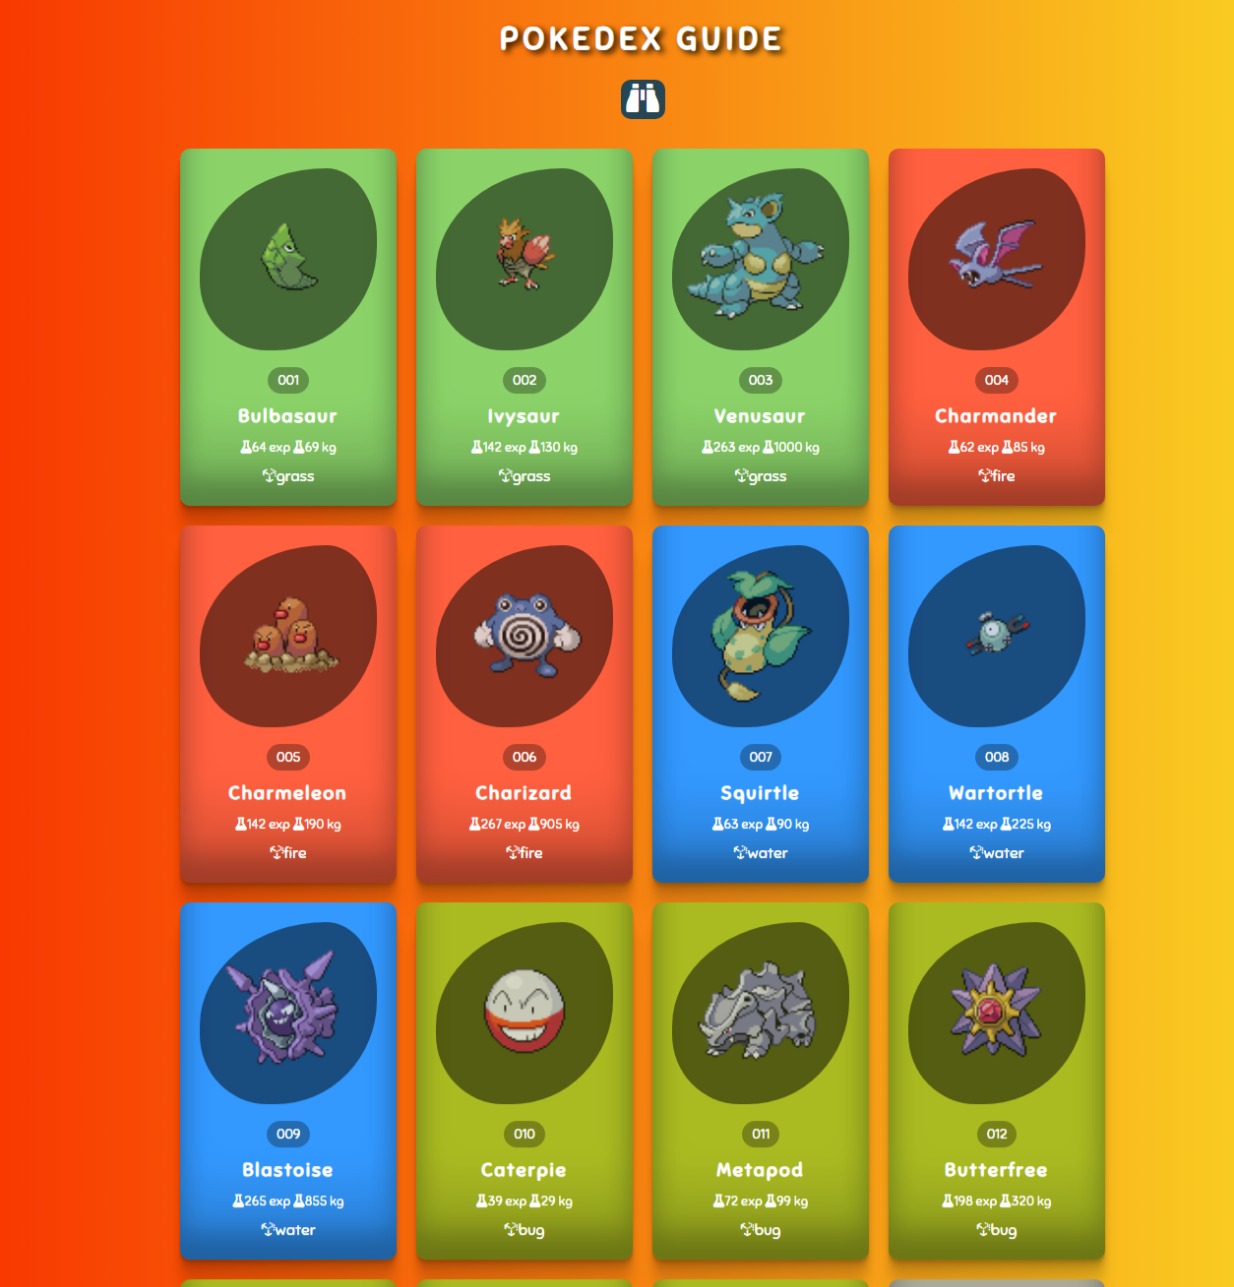 POKEDEX GUIDE
001
002
003
004
Bulbasaur
Ivysaur
Venusaur
Charmander
64 exp 69 kg
142 exp 130 kg
263 exp 1000 kg
62 exp 85 kg
grass
grass
grass
fire
005
006
007
008
Charmeleon
Charizard
Squirtle
Wartortle
142 exp 190 kg
267 exp 905 kg
63 exp 90 kg
142 exp 225 kg
fire
fire
water
water
009
010
011
012
Blastoise
Caterpie
Metapod
Butterfree
265 exp 855 kg
39 exp 29 kg
72 exp 99 kg
198 exp 320 kg
water
bug
bug
bug